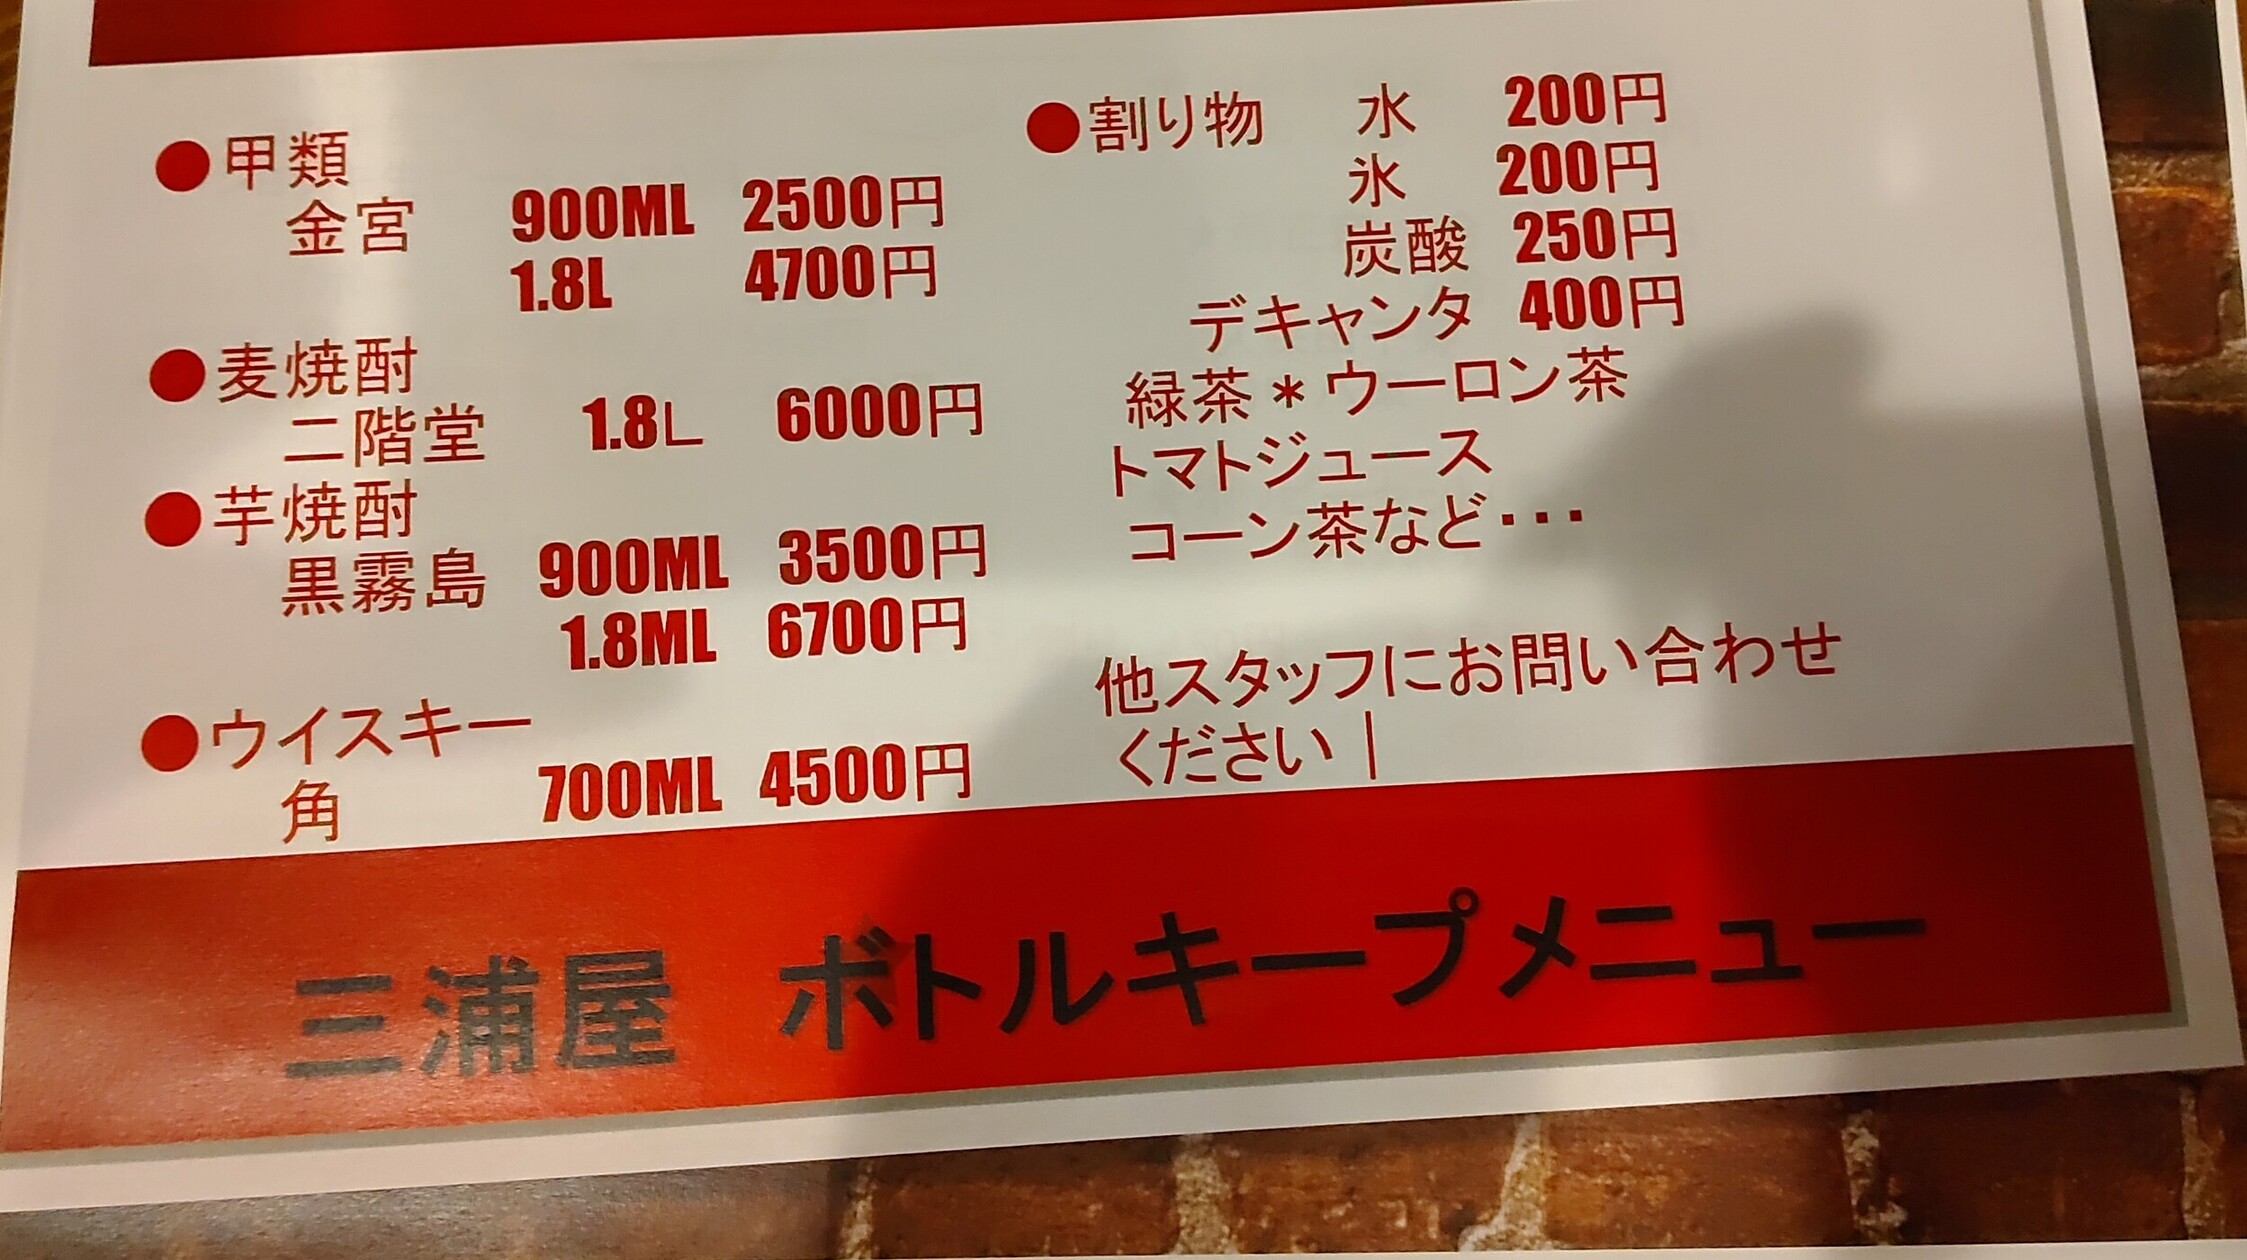 ●甲類
金宮 900ML 2500円
1.8L 4700円
●麦焼酎
二階堂 1.8L 6000円
●芋焼酎
黒霧島 900ML 3500円
1.8ML 6700円
●ウイスキー
角 700ML 4500円
●割り物 水 200円
氷 200円
炭酸 250円
デキャンタ 400円
緑茶*ウーロン茶
トマトジュース
コーン茶など・・・
他スタッフにお問い合わせ
ください|
三浦屋 ボトルキープメニュー